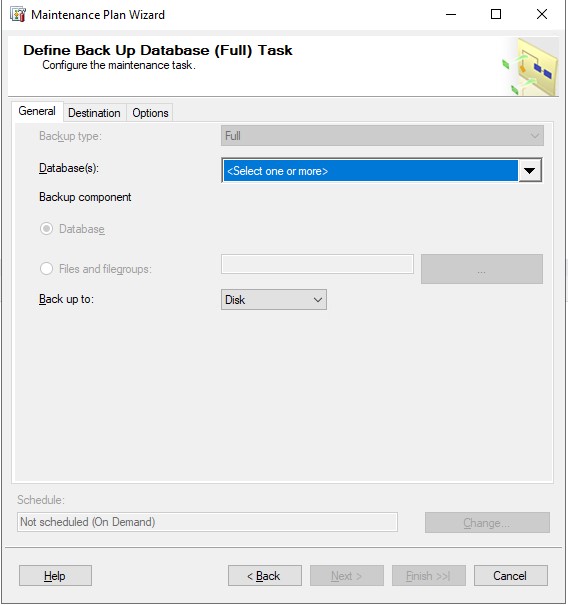 Maintenance Plan Wizard
Define Back Up Database (Full) Task
Configure the maintenance task.
General Destination Options
Backup type: Full
Database(s): <Select one or more>
Backup component
Database
Files and filegroups: ...
Back up to: Disk
Schedule:
Not scheduled (On Demand) Change...
Help < Back Next > Finish >>| Cancel